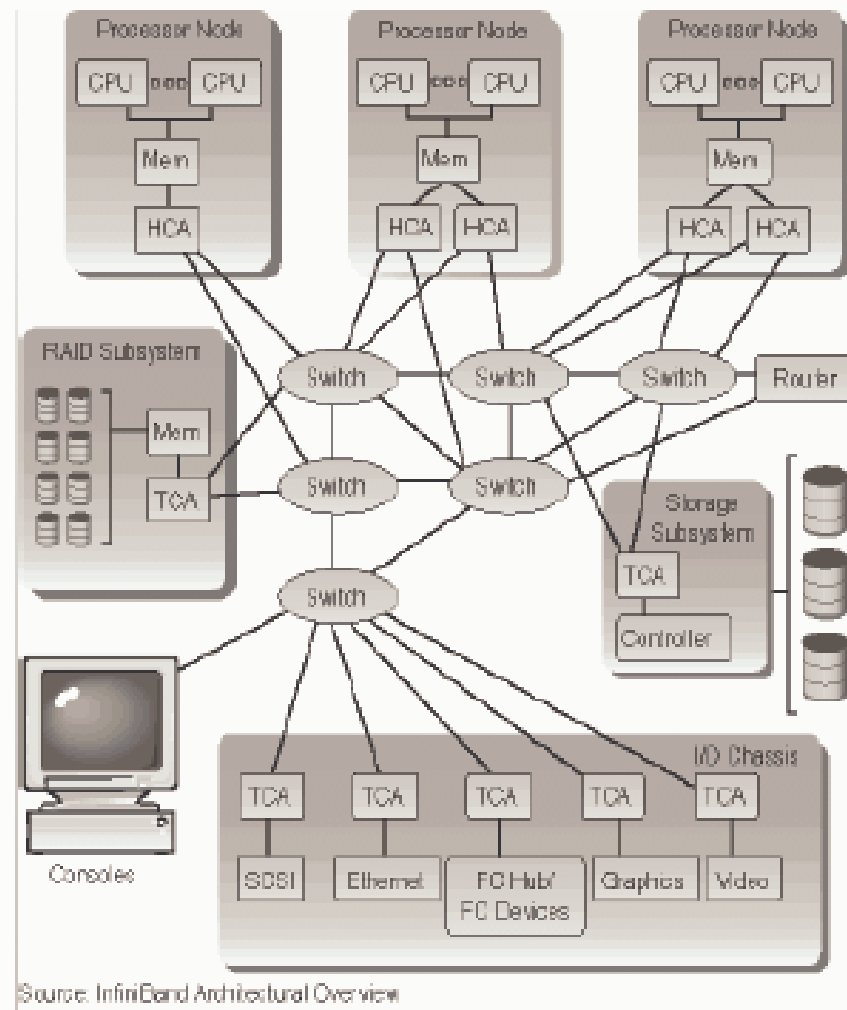 Processor Node
CPU CPU
Mem
HCA
Processor Node
CPU CPU
Mem
HCA HCA
Processor Node
CPU CPU
Mem
HCA HCA
RAID Subsystem
Mem
TCA
Switch
Switch
Switch
Router
Switch
Switch
Switch
Storage
Subsystem
TCA
Controller
Consoles
I/O Chassis
TCA
TCA
TCA
TCA
TCA
SCSI
Ethernet
FC Hub/
FC Devices
Graphics
Video
Source: InfiniBand Architectural Overview